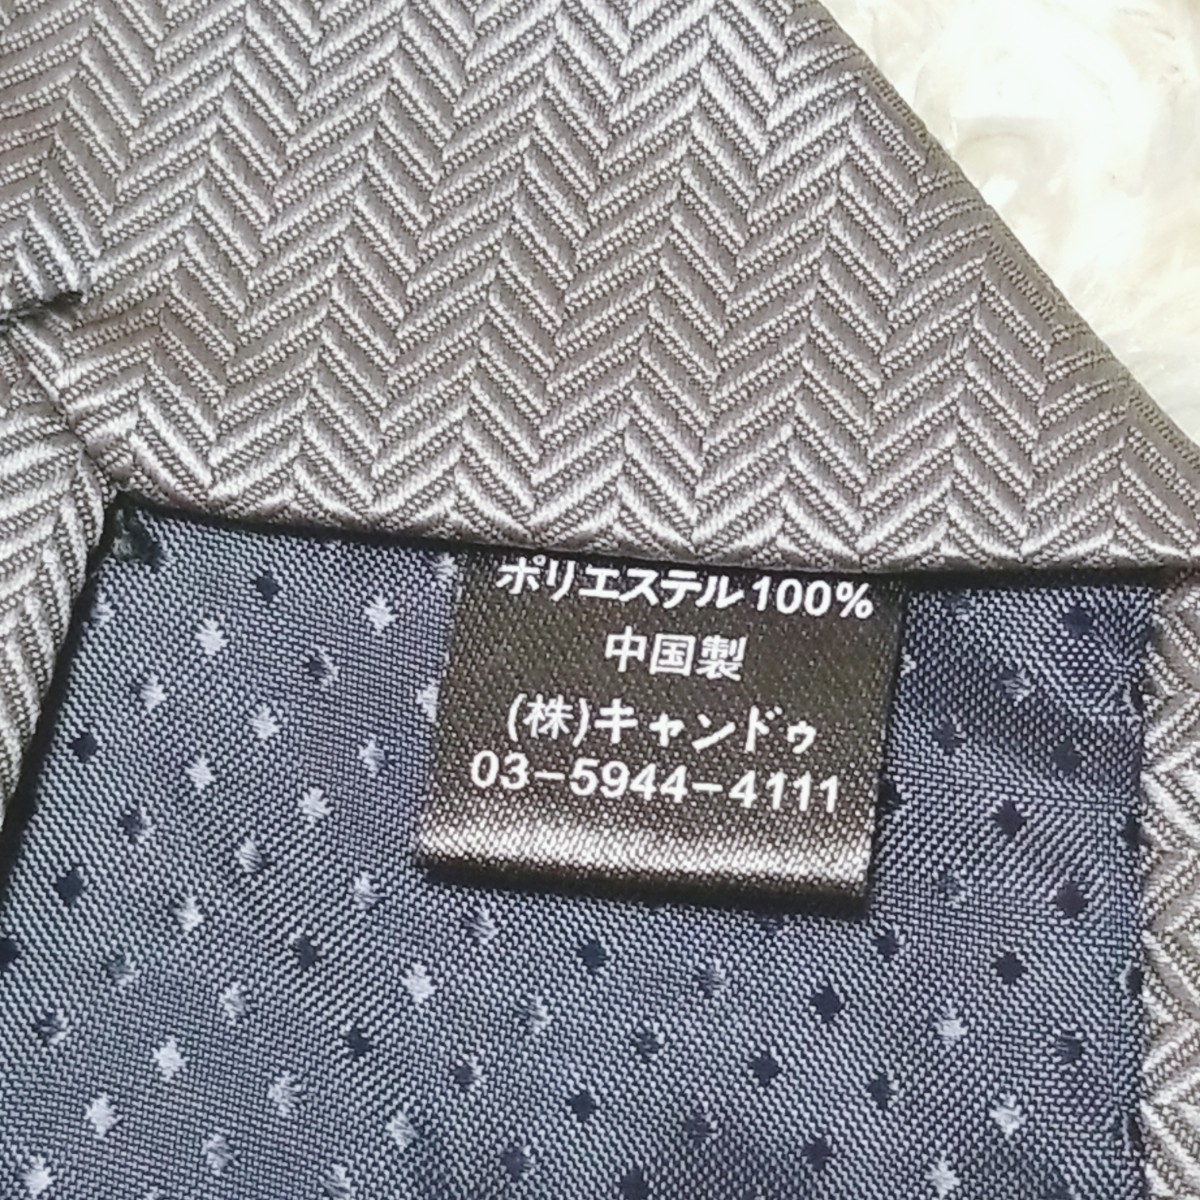 ポリエステル100%
中国製
(株)キャンドゥ
03-5944-4111